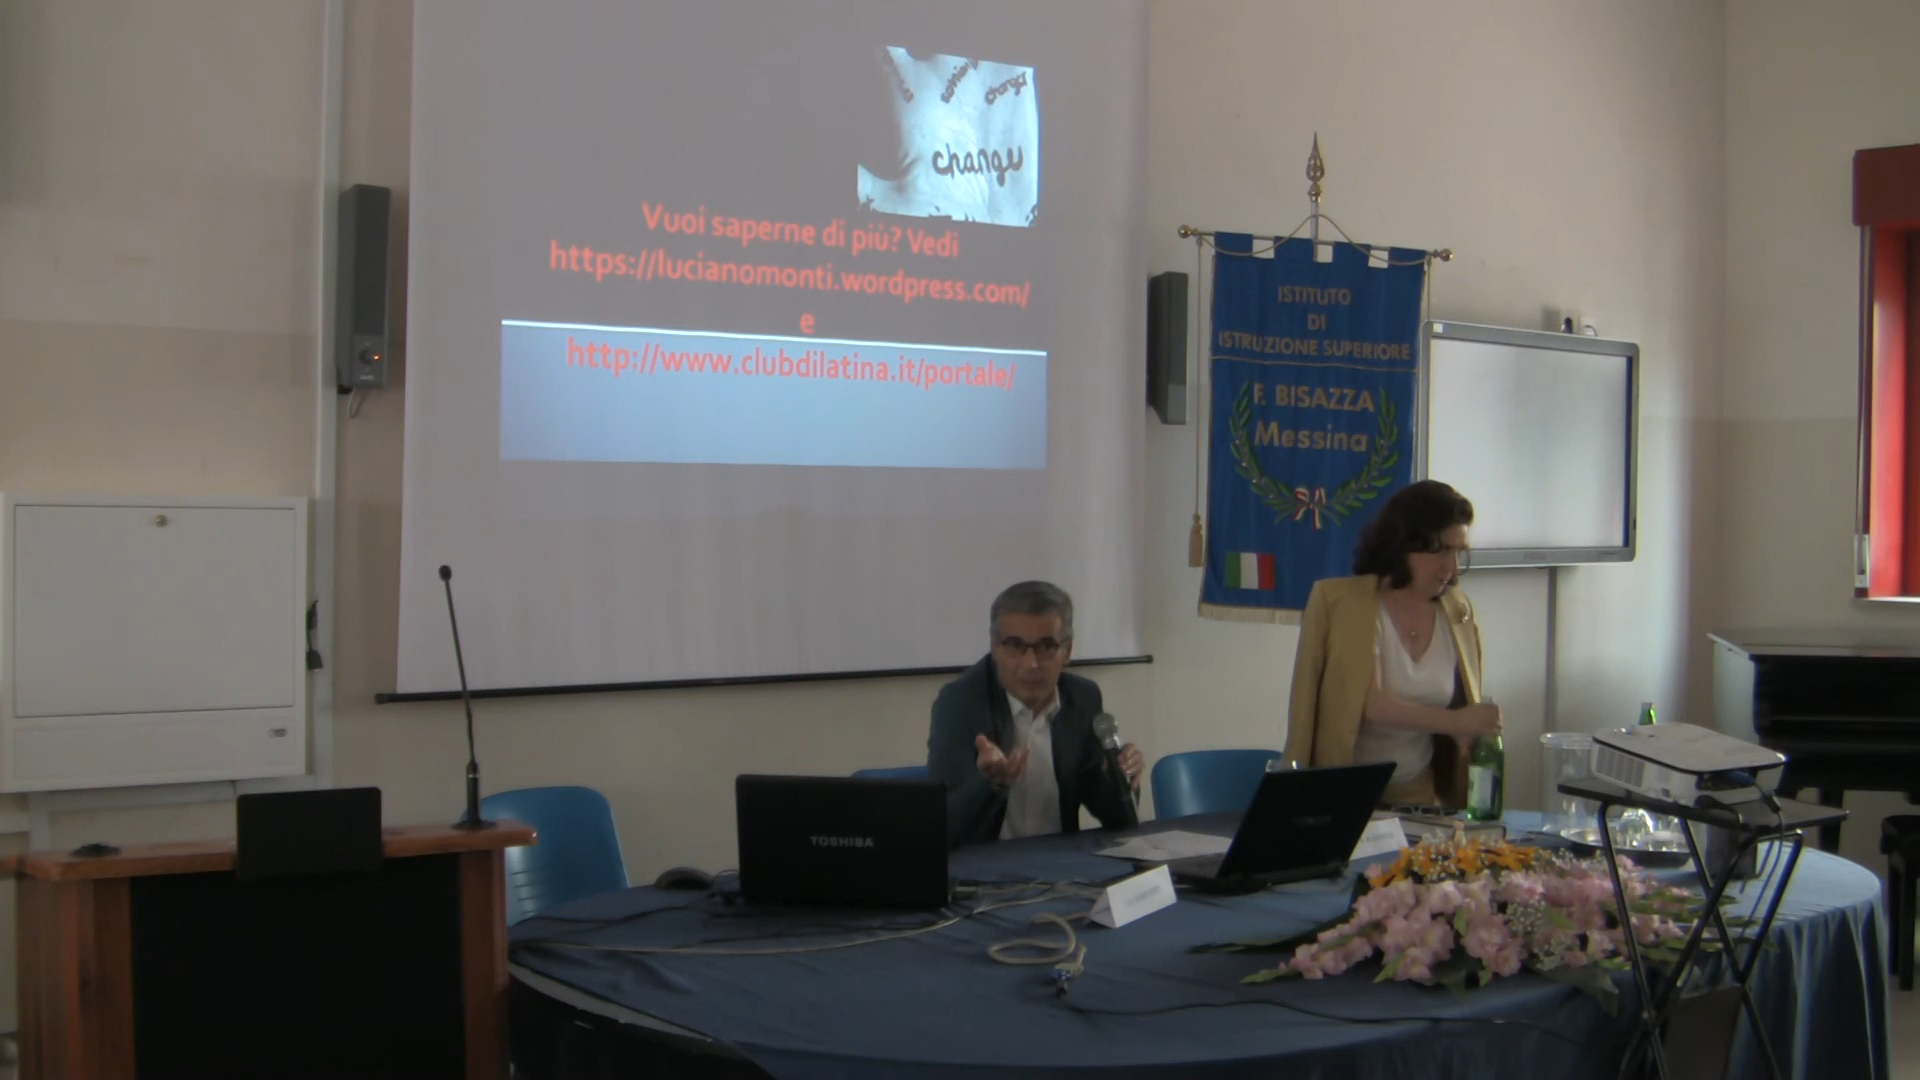 change
Vuoi saperne di più? Vedi
https://lucianomonti.wordpress.com/
e
http://www.clubdilatina.it/portale/
ISTITUTO
DI
ISTRUZIONE SUPERIORE
F. BISAZZA
Messina
TOSHIBA